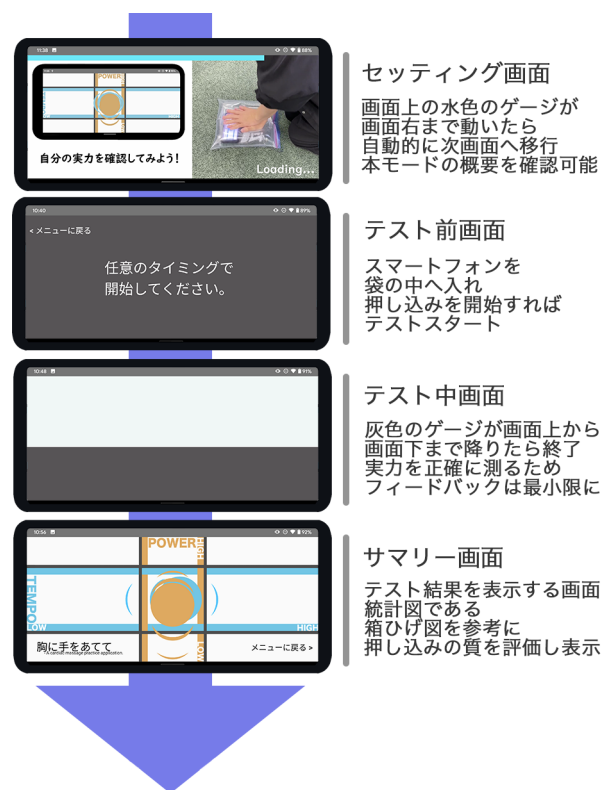 11:38 88%
POWER
自分の実力を確認してみよう！
Loading...
セッティング画面
画面上の水色のゲージが
画面右まで動いたら
自動的に次画面へ移行
本モードの概要を確認可能
10:40 89%
< メニューに戻る
任意のタイミングで
開始してください。
テスト前画面
スマートフォンを
袋の中へ入れ
押し込みを開始すれば
テストスタート
10:48 91%
テスト中画面
灰色のゲージが画面上から
画面下まで降りたら終了
実力を正確に測るため
フィードバックは最小限に
10:56 92%
POWER
HIGH
TEMPO
LOW
HIGH
LOW
胸に手をあてて
A cardiac massage practice application.
メニューに戻る >
サマリー画面
テスト結果を表示する画面
統計図である
箱ひげ図を参考に
押し込みの質を評価し表示